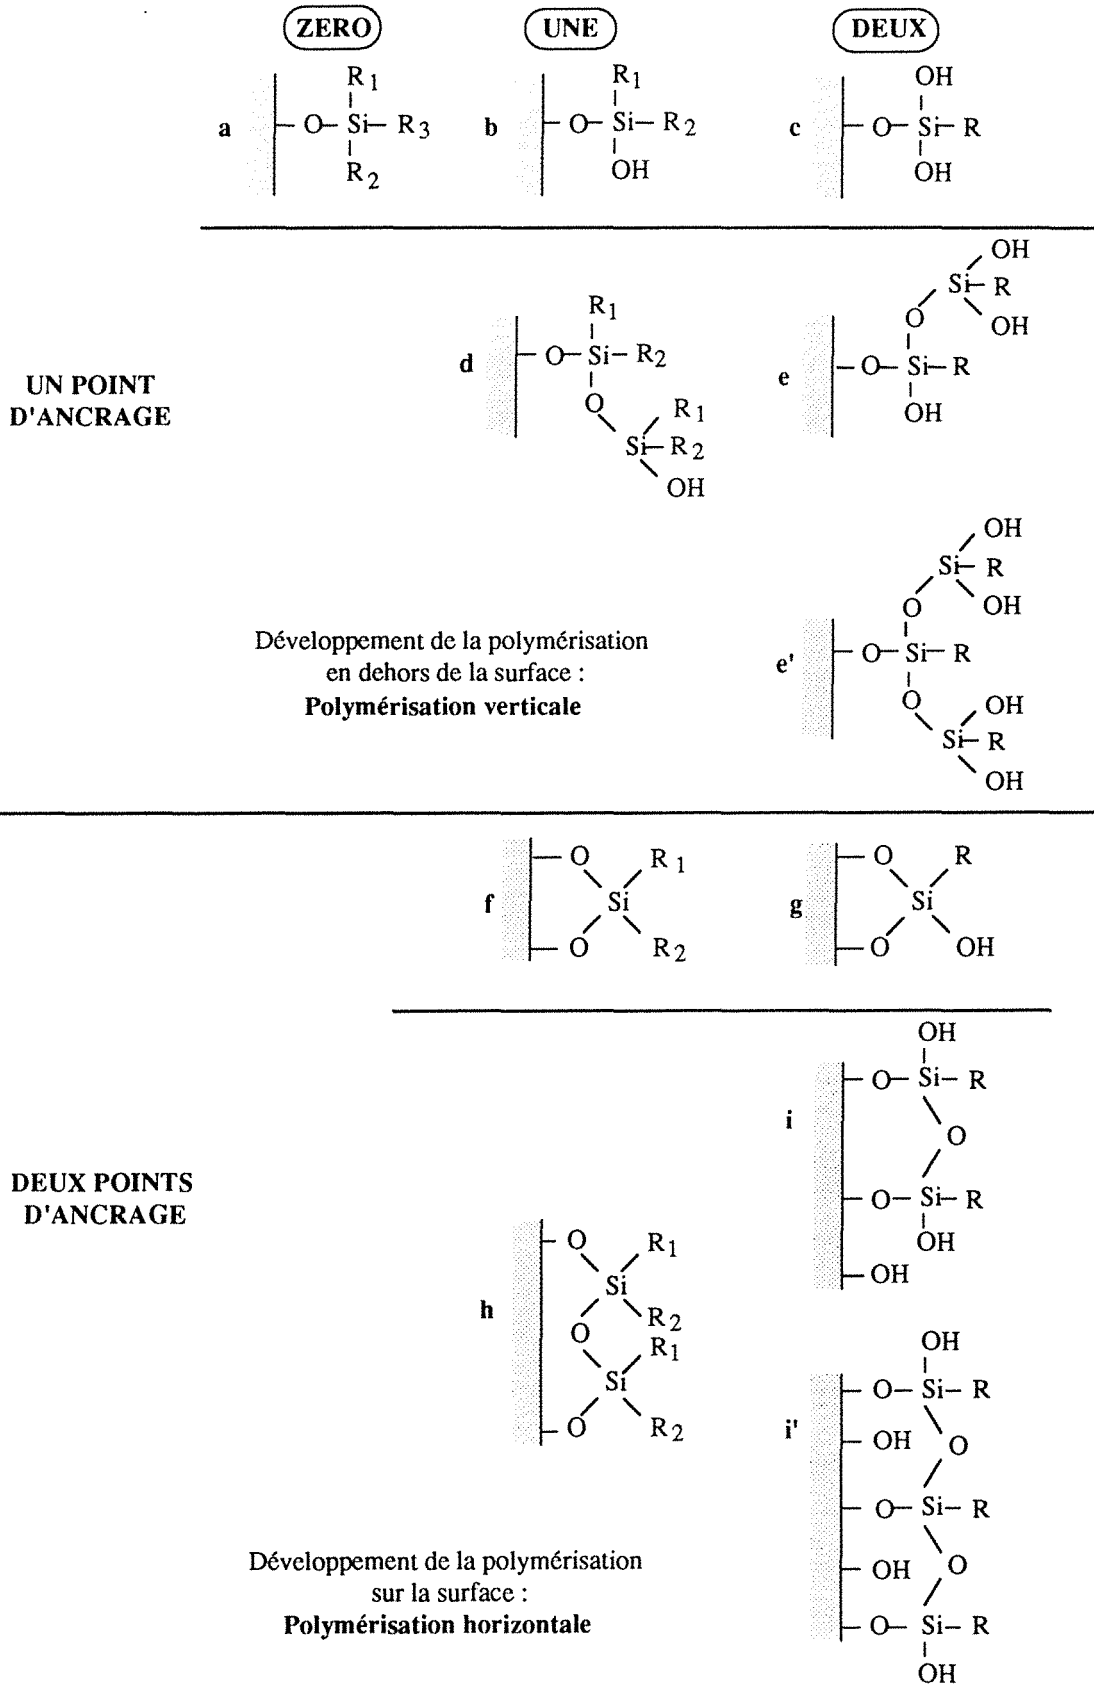 ZERO UNE DEUX
a O Si R1 R2 R3
b O Si R1 R2 OH
c O Si OH R OH
UN POINT
D'ANCRAGE
d O Si R1 R2 O Si R1 R2 OH
e O Si R OH O Si OH R OH
Développement de la polymérisation
en dehors de la surface :
Polymérisation verticale
e' O Si R O Si OH R OH O Si OH R OH
f O O Si R1 R2
g O O Si R OH
DEUX POINTS
D'ANCRAGE
h O Si R1 R2 O Si R1 R2 O
i OH O Si R O O Si R OH OH
i' OH O Si R OH O O Si R OH O O Si R OH
Développement de la polymérisation
sur la surface :
Polymérisation horizontale